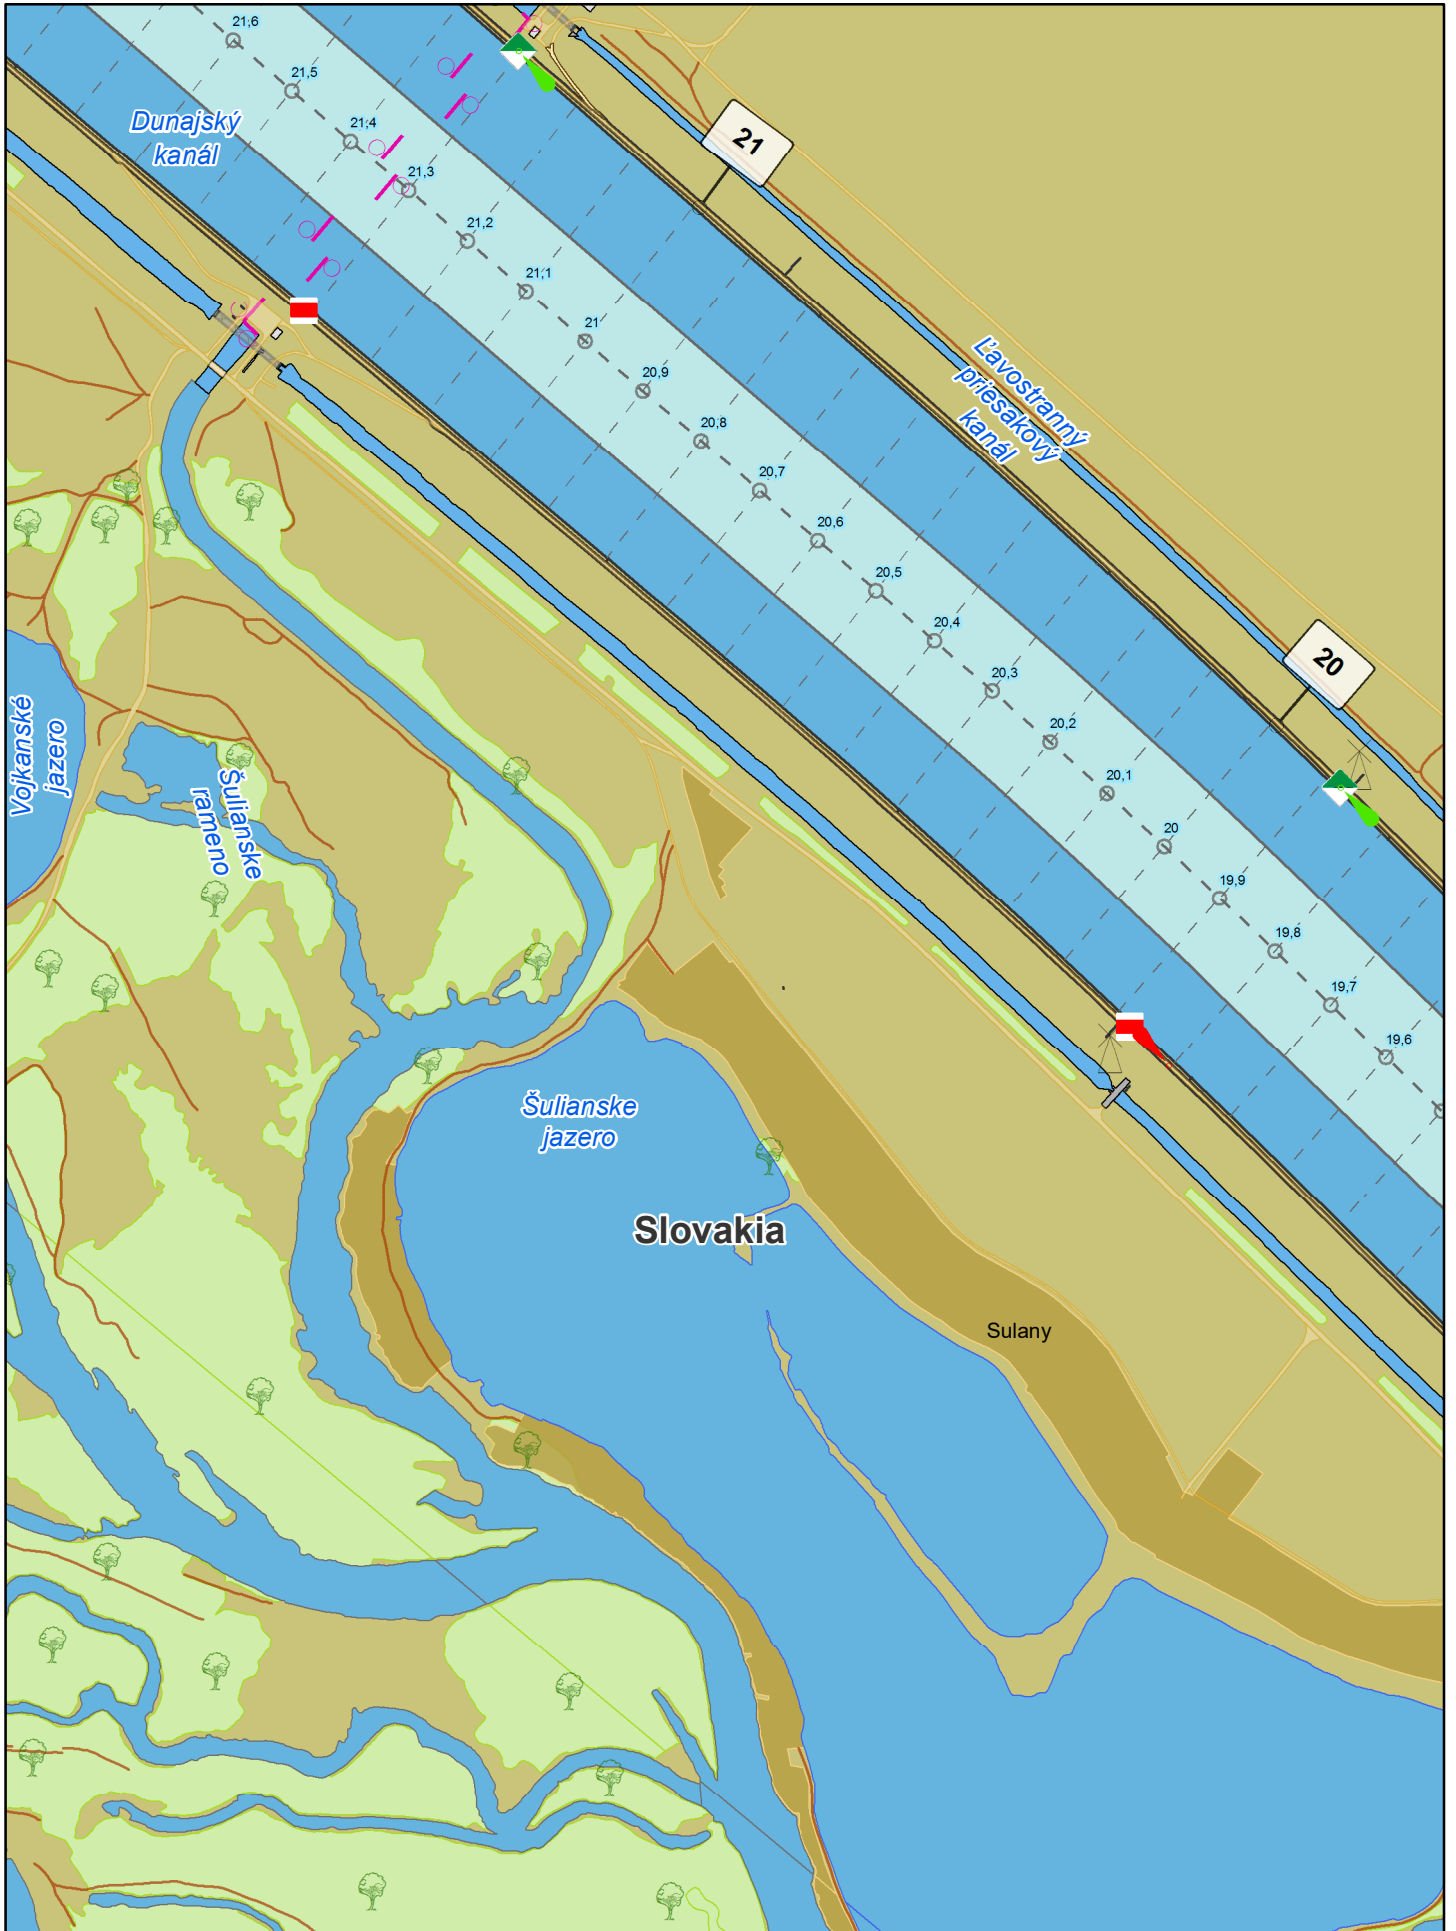 21,6
21,5
Dunajský
kanál
21,4
21
21,3
21,2
21,1
21
Ľavostranný
priesakový
kanál
20,9
20,8
20,7
20,6
20,5
20,4
20
20,3
20,2
20,1
Vojkanské
jazero
Šulianske
rameno
20
19,9
19,8
19,7
19,6
Šulianske
jazero
Slovakia
Sulany